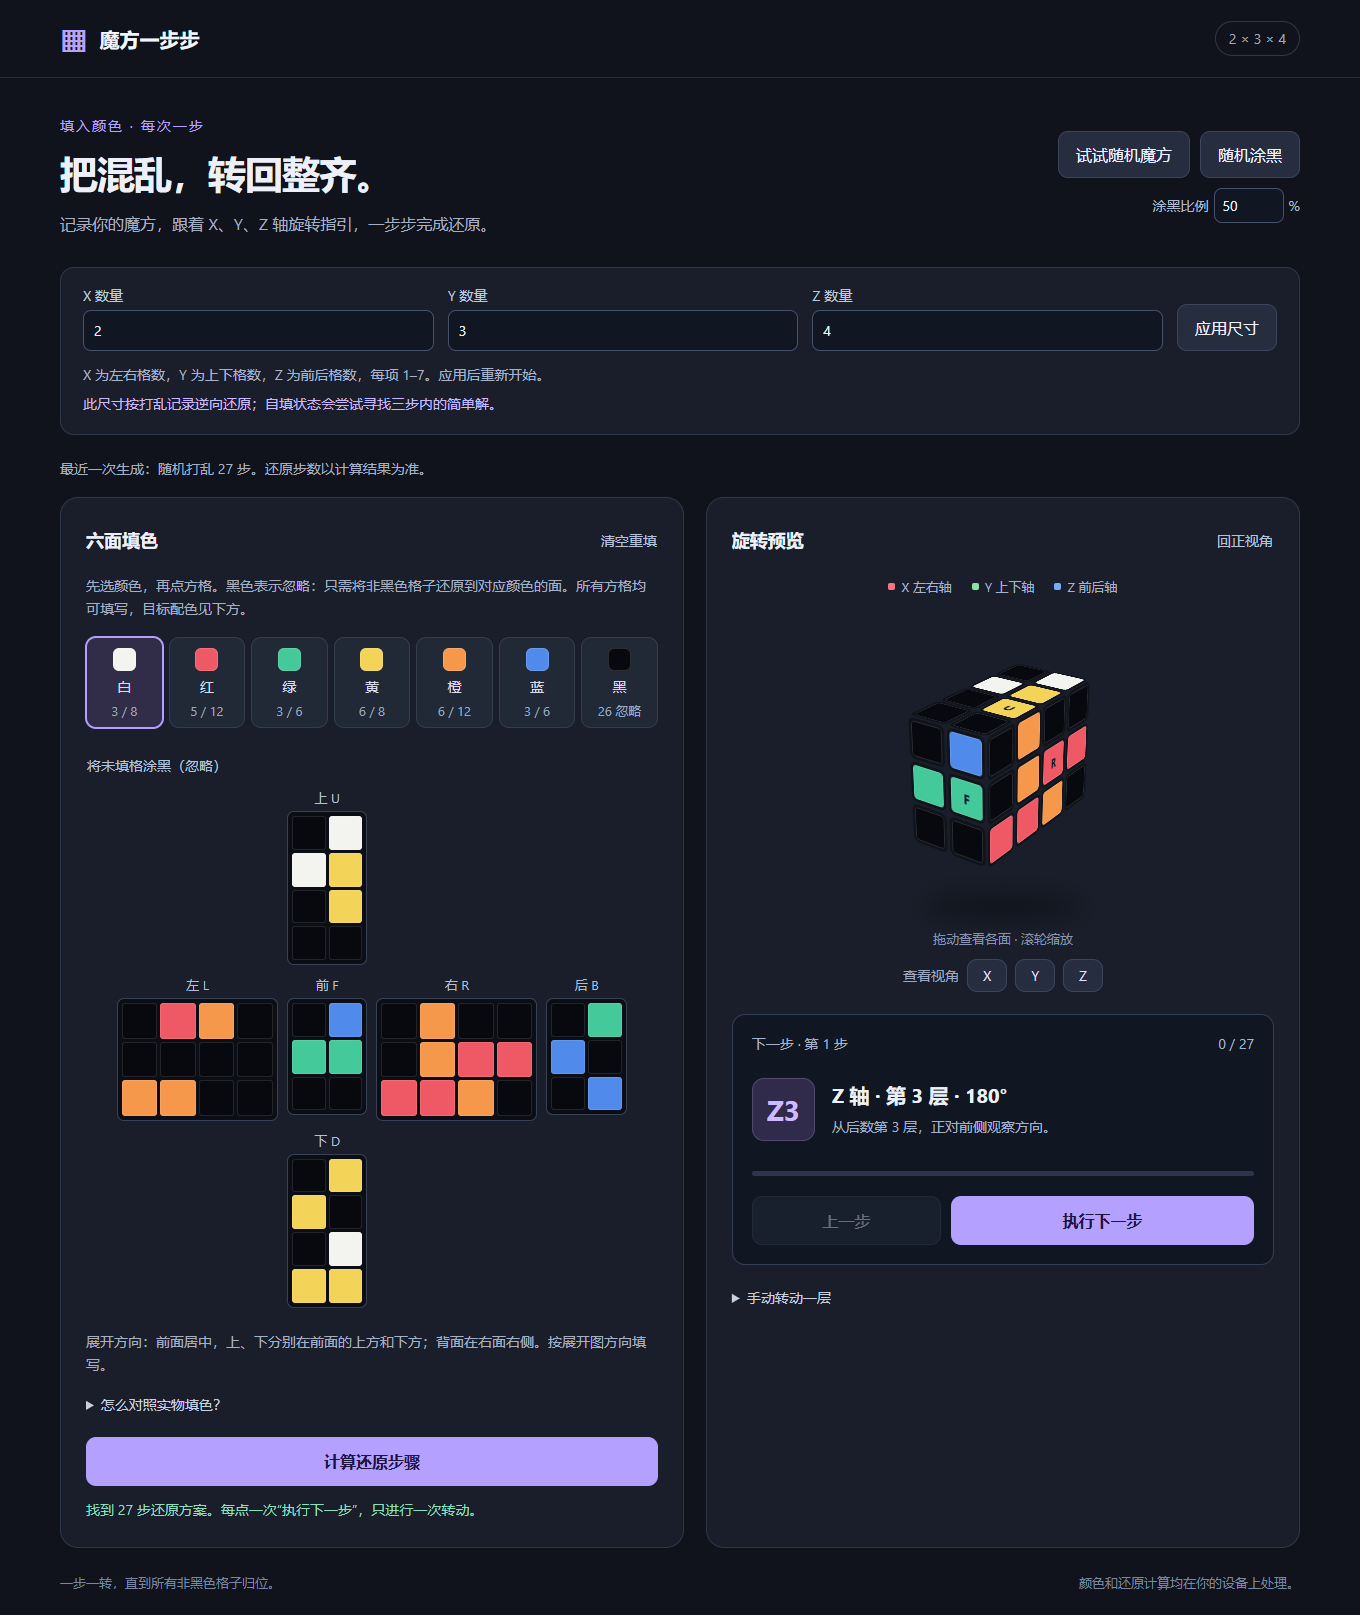 魔方一步步
2 × 3 × 4
填入颜色 · 每次一步
把混乱，转回整齐。
记录你的魔方，跟着 X、Y、Z 轴旋转指引，一步步完成还原。
试试随机魔方
随机涂黑
涂黑比例 50 %
X 数量
Y 数量
Z 数量
2
3
4
应用尺寸
X 为左右格数，Y 为上下格数，Z 为前后格数，每项 1–7。应用后重新开始。
此尺寸按打乱记录逆向还原；自填状态会尝试寻找三步内的简单解。
最近一次生成：随机打乱 27 步。还原步数以计算结果为准。
六面填色
清空重填
先选颜色，再点方格。黑色表示忽略：只需将非黑色格子还原到对应颜色的面。所有方格均
可填写，目标配色见下方。
白
红
绿
黄
橙
蓝
黑
3 / 8
5 / 12
3 / 6
6 / 8
6 / 12
3 / 6
26 忽略
将未填格涂黑（忽略）
上 U
左 L
前 F
右 R
后 B
下 D
展开方向：前面居中，上、下分别在前面的上方和下方；背面在右面右侧。按展开图方向填
写。
▶ 怎么对照实物填色？
计算还原步骤
找到 27 步还原方案。每点一次“执行下一步”，只进行一次转动。
旋转预览
回正视角
X 左右轴
Y 上下轴
Z 前后轴
U
R
F
拖动查看各面 · 滚轮缩放
查看视角
X
Y
Z
下一步 · 第 1 步
0 / 27
Z3
Z 轴 · 第 3 层 · 180°
从后数第 3 层，正对前侧观察方向。
上一步
执行下一步
▶ 手动转动一层
一步一转，直到所有非黑色格子归位。
颜色和还原计算均在你的设备上处理。